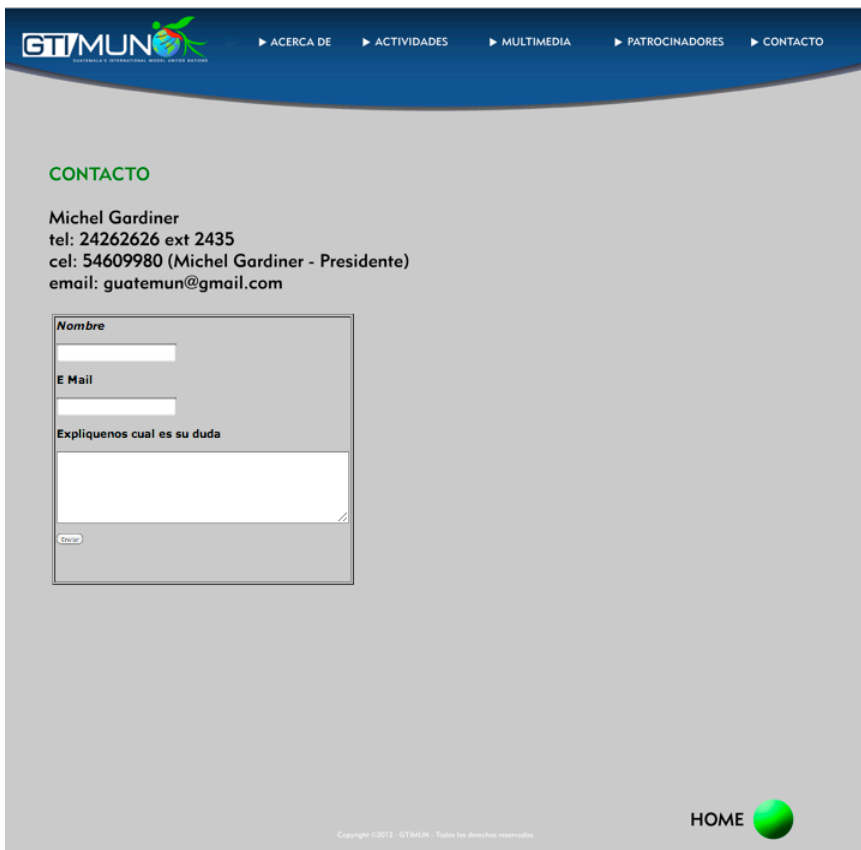 GTI/MUN
GUATEMALA'S INTERNATIONAL MODEL UNITED NATIONS
ACERCA DE
ACTIVIDADES
MULTIMEDIA
PATROCINADORES
CONTACTO
CONTACTO
Michel Gardiner
tel: 24262626 ext 2435
cel: 54609980 (Michel Gardiner - Presidente)
email: guatemun@gmail.com
Nombre
E Mail
Expliquenos cual es su duda
Enviar
HOME
Copyright ©2012 - GTIMUN - Todos los derechos reservados.